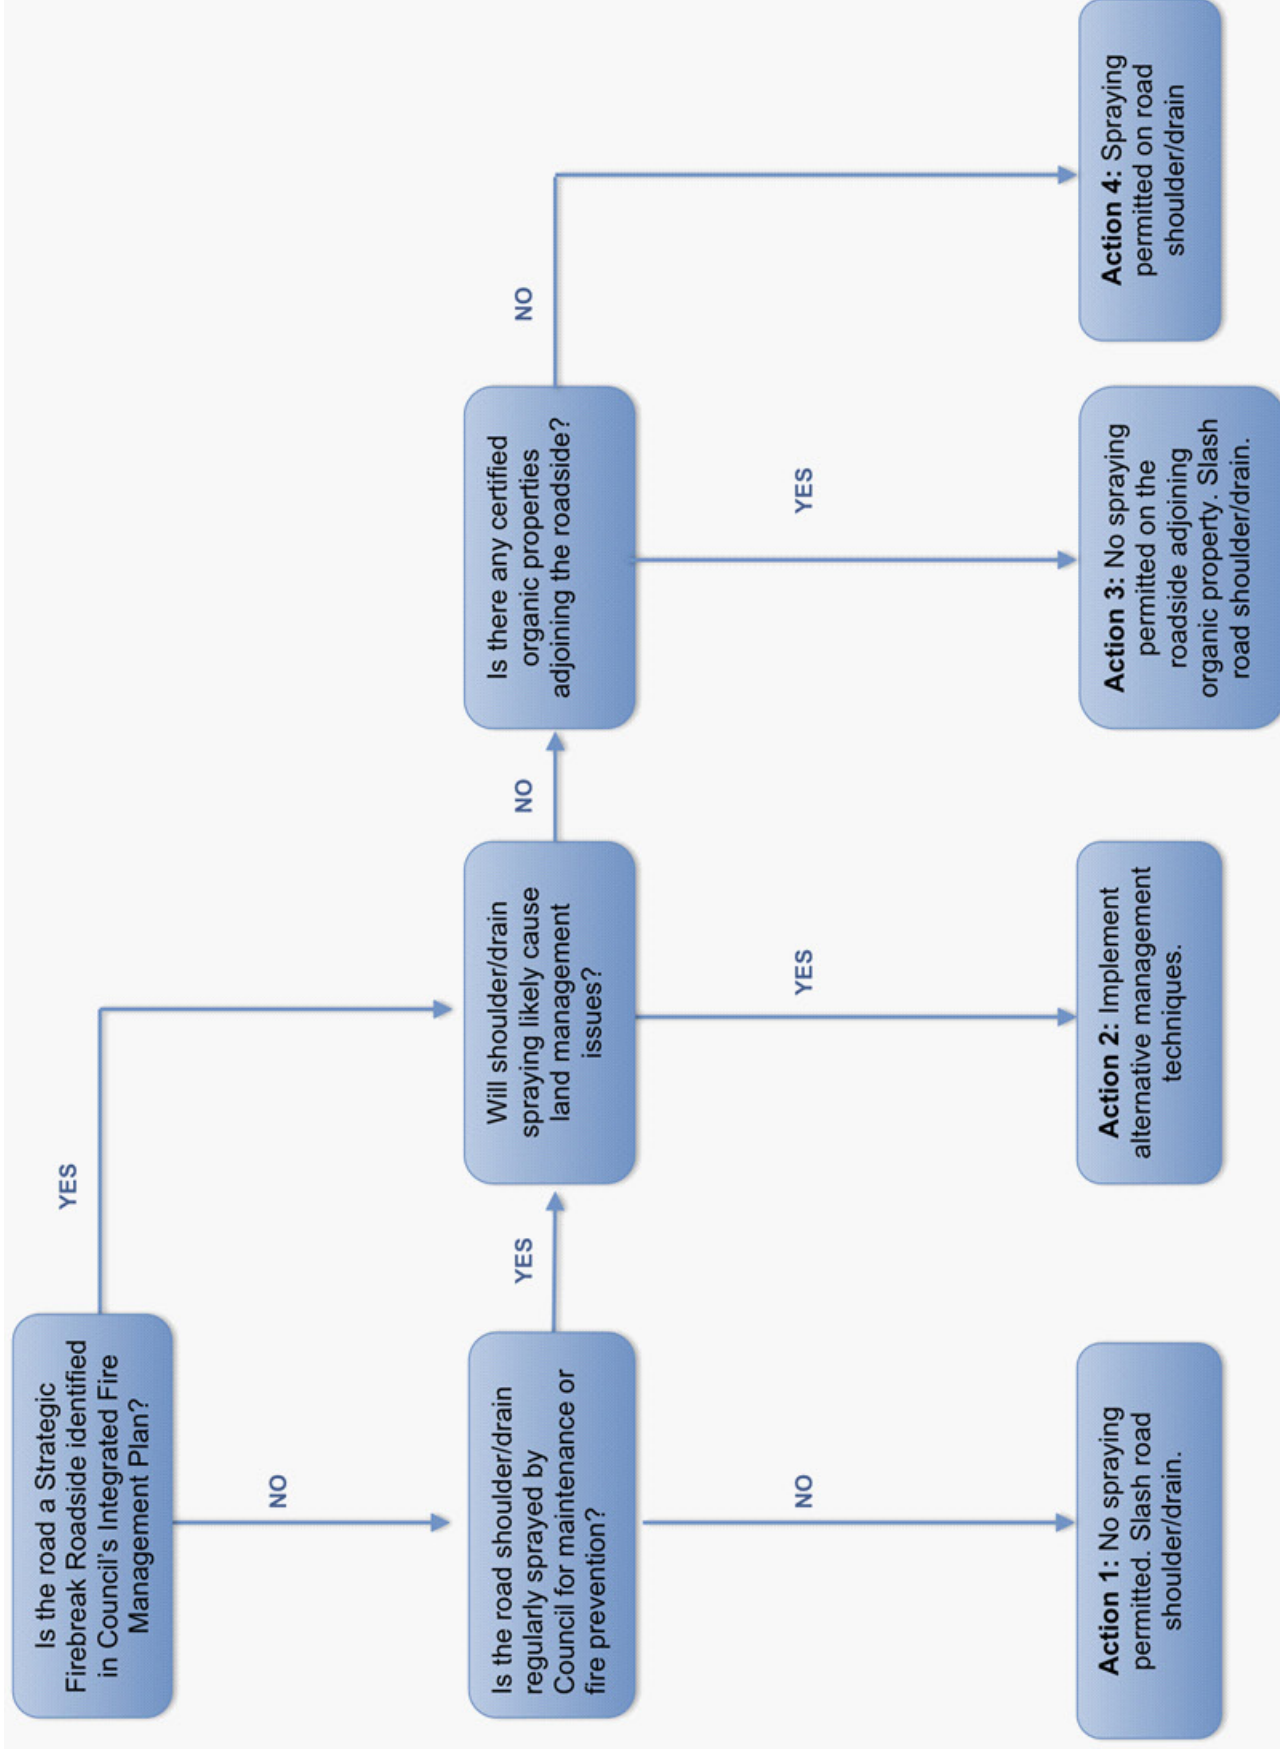 Is the road a Strategic
Firebreak Roadside identified
in Council's Integrated Fire
Management Plan?
YES
NO
Is the road shoulder/drain
regularly sprayed by
Council for maintenance or
fire prevention?
YES
Will shoulder/drain
spraying likely cause
land management
issues?
NO
Is there any certified
organic properties
adjoining the roadside?
NO
NO
YES
YES
Action 1: No spraying
permitted. Slash road
shoulder/drain.
Action 2: Implement
alternative management
techniques.
Action 3: No spraying
permitted on the
roadside adjoining
organic property. Slash
road shoulder/drain.
Action 4: Spraying
permitted on road
shoulder/drain